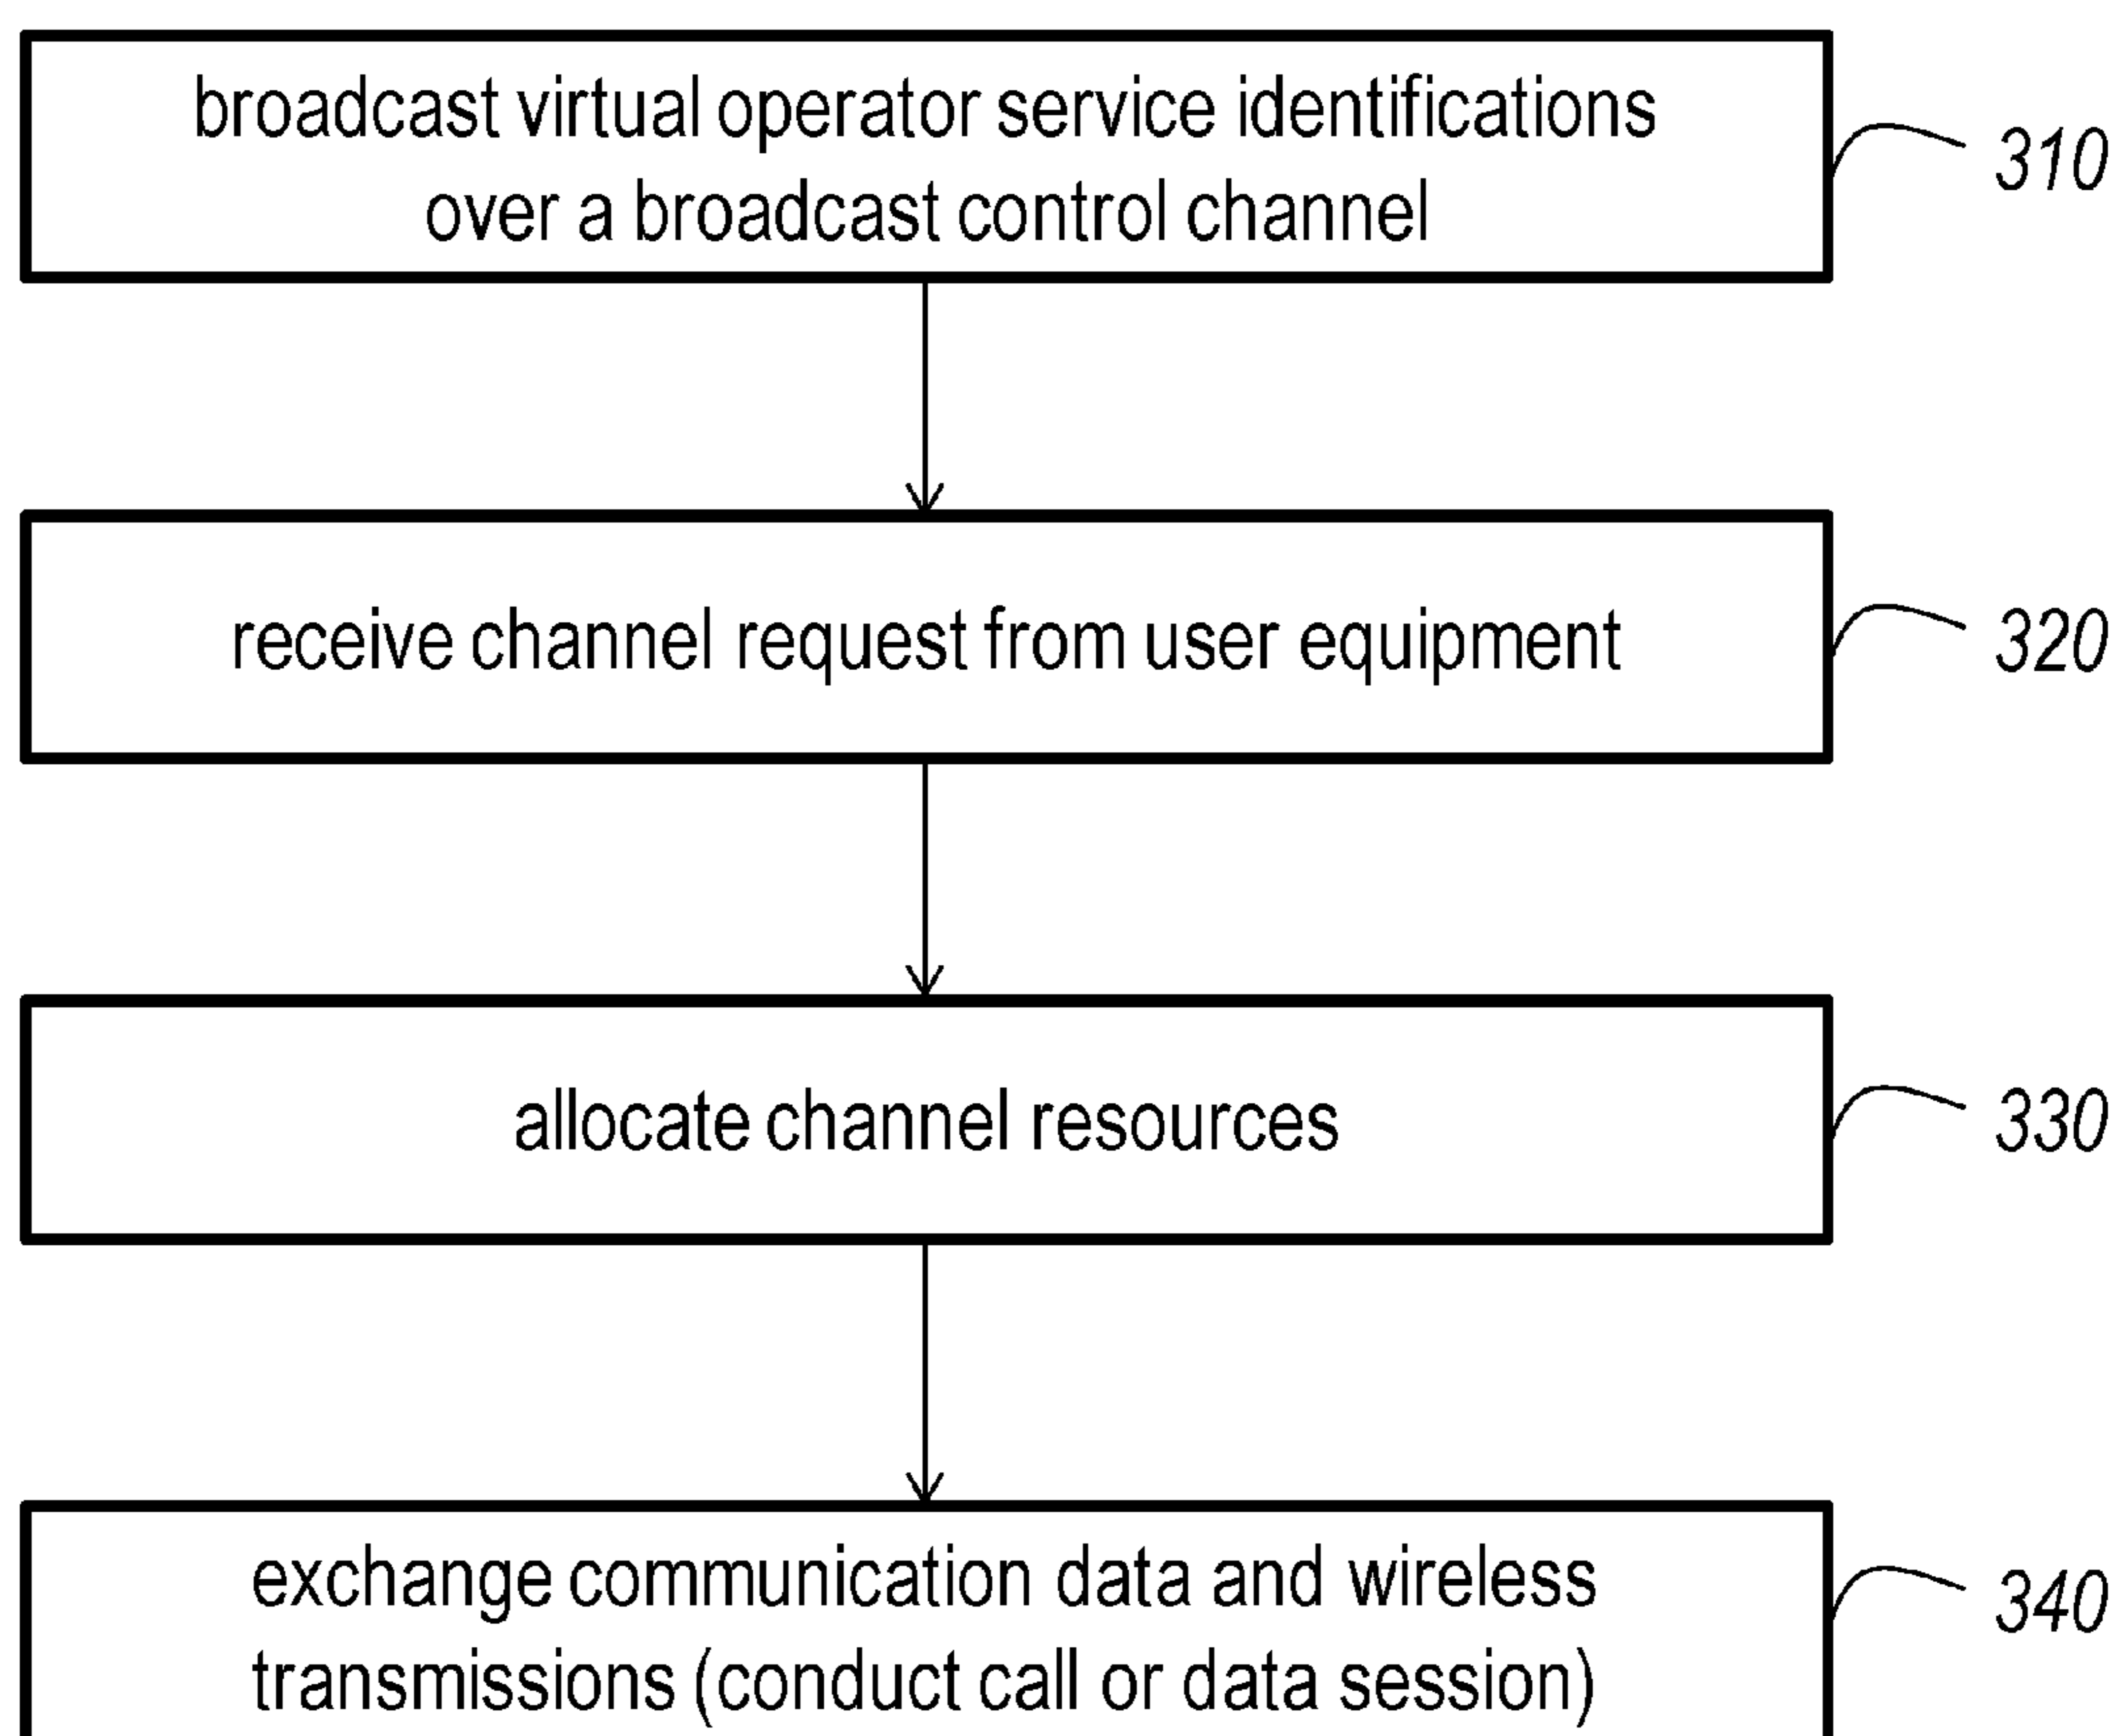 broadcast virtual operator service identifications
over a broadcast control channel
310
receive channel request from user equipment
320
allocate channel resources
330
exchange communication data and wireless
transmissions (conduct call or data session)
340